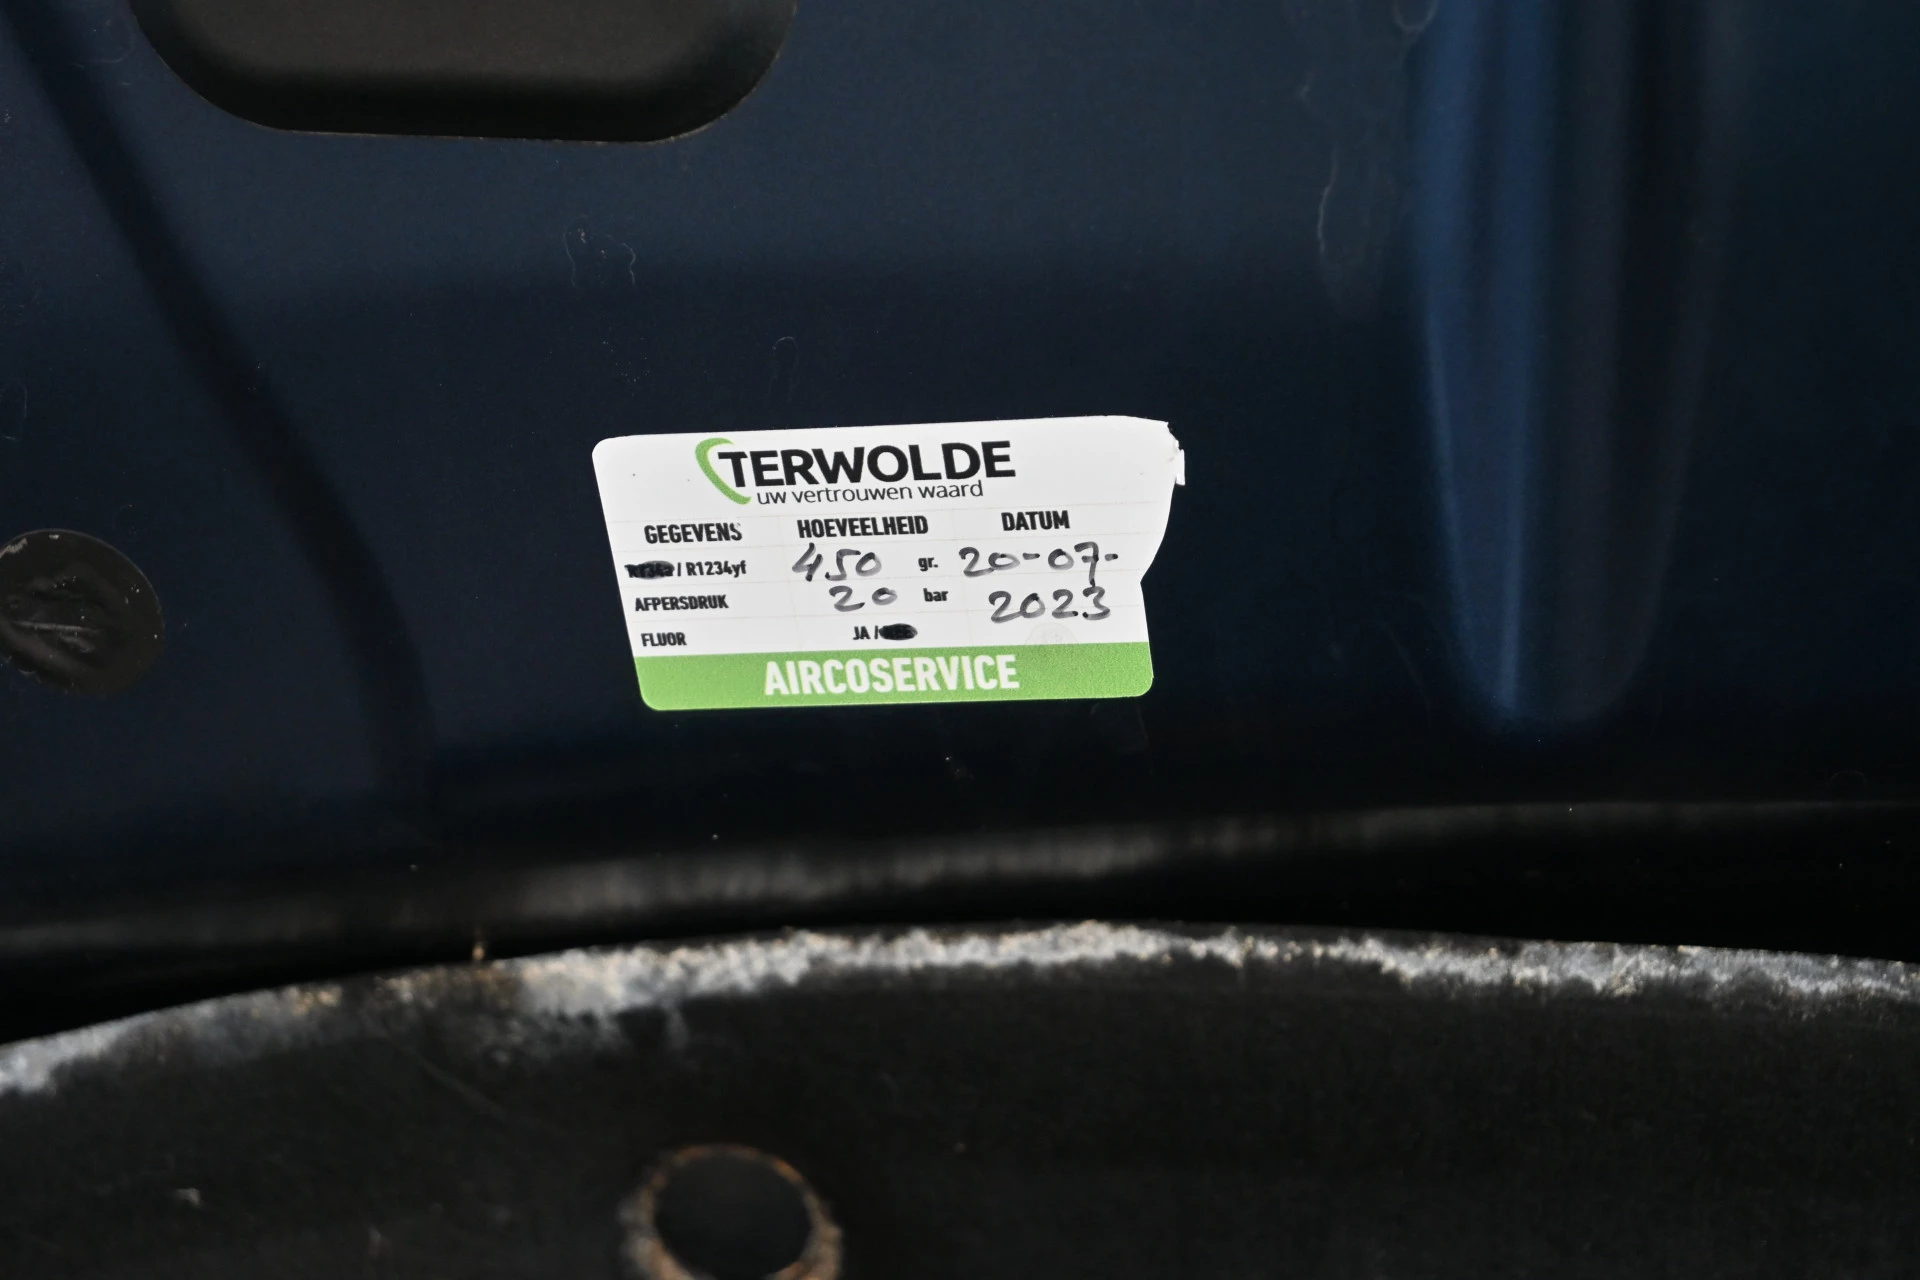 TERWOLDE
uw vertrouwen waard
GEGEVENS HOEVEELHEID DATUM
/ R1234yf 450 gr. 20-07-
AFPERSDRUK 20 bar 2023
FLUOR JA /
AIRCOSERVICE